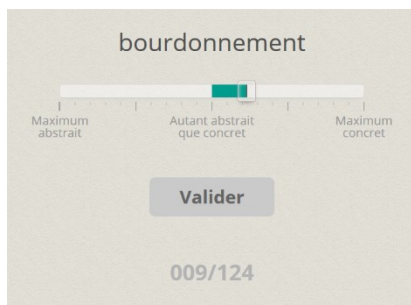 bourdonnement
Maximum abstrait
Autant abstrait que concret
Maximum concret
Valider
009/124